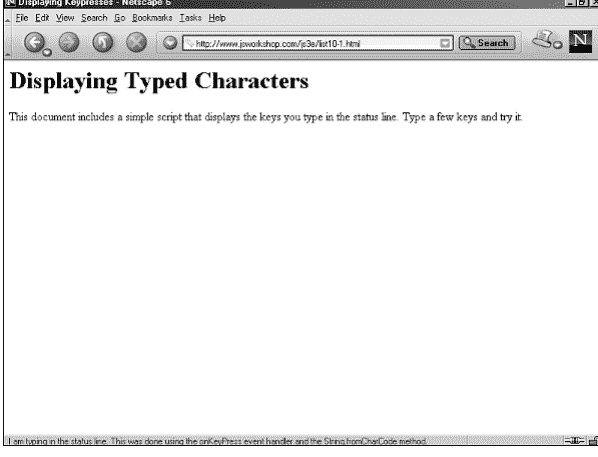 Displaying Keypresses - Netscape 6
File Edit View Search Go Bookmarks Tasks Help
http://www.jsworkshop.com/js3e/list10-1.html Search N
Displaying Typed Characters
This document includes a simple script that displays the keys you type in the status line. Type a few keys and try it.
I am typing in the status line. This was done using the onKeyPress event handler and the String.fromCharCode method.